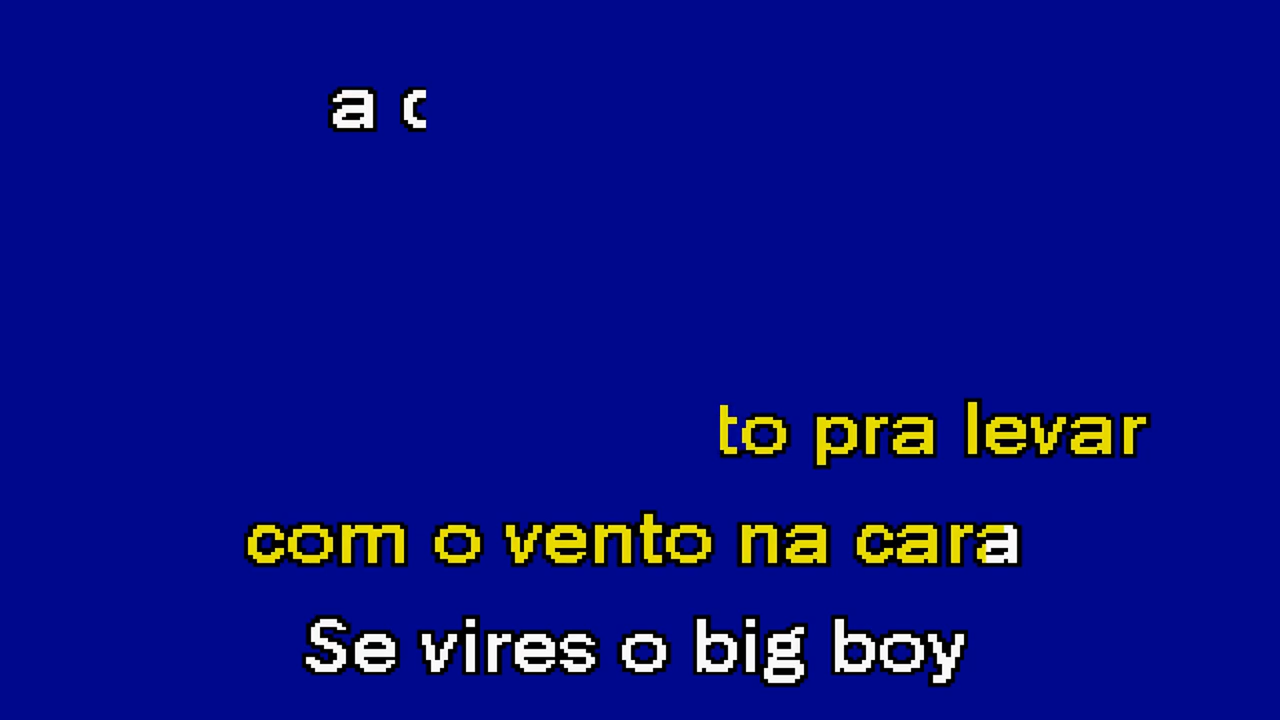 a
to pra levar
com o vento na cara
Se vires o big boy